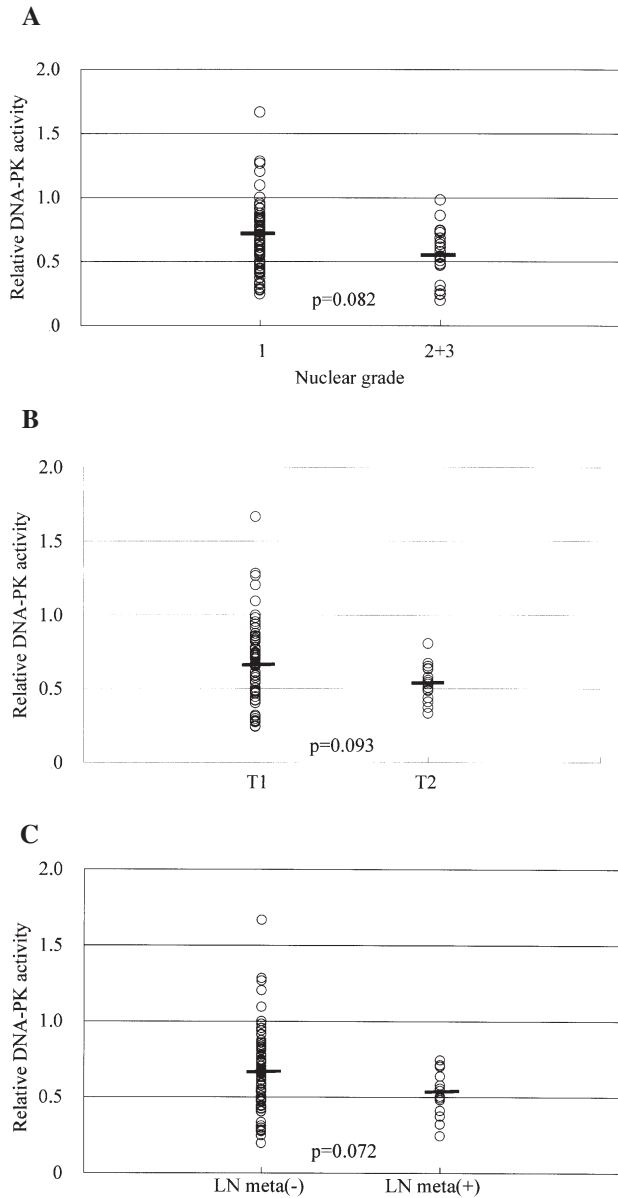 A
2.0
1.5
1.0
0.5
0
Relative DNA-PK activity
p=0.082
1
2+3
Nuclear grade
B
2.0
1.5
1.0
0.5
0
Relative DNA-PK activity
p=0.093
T1
T2
C
2.0
1.5
1.0
0.5
0
Relative DNA-PK activity
p=0.072
LN meta(-)
LN meta(+)